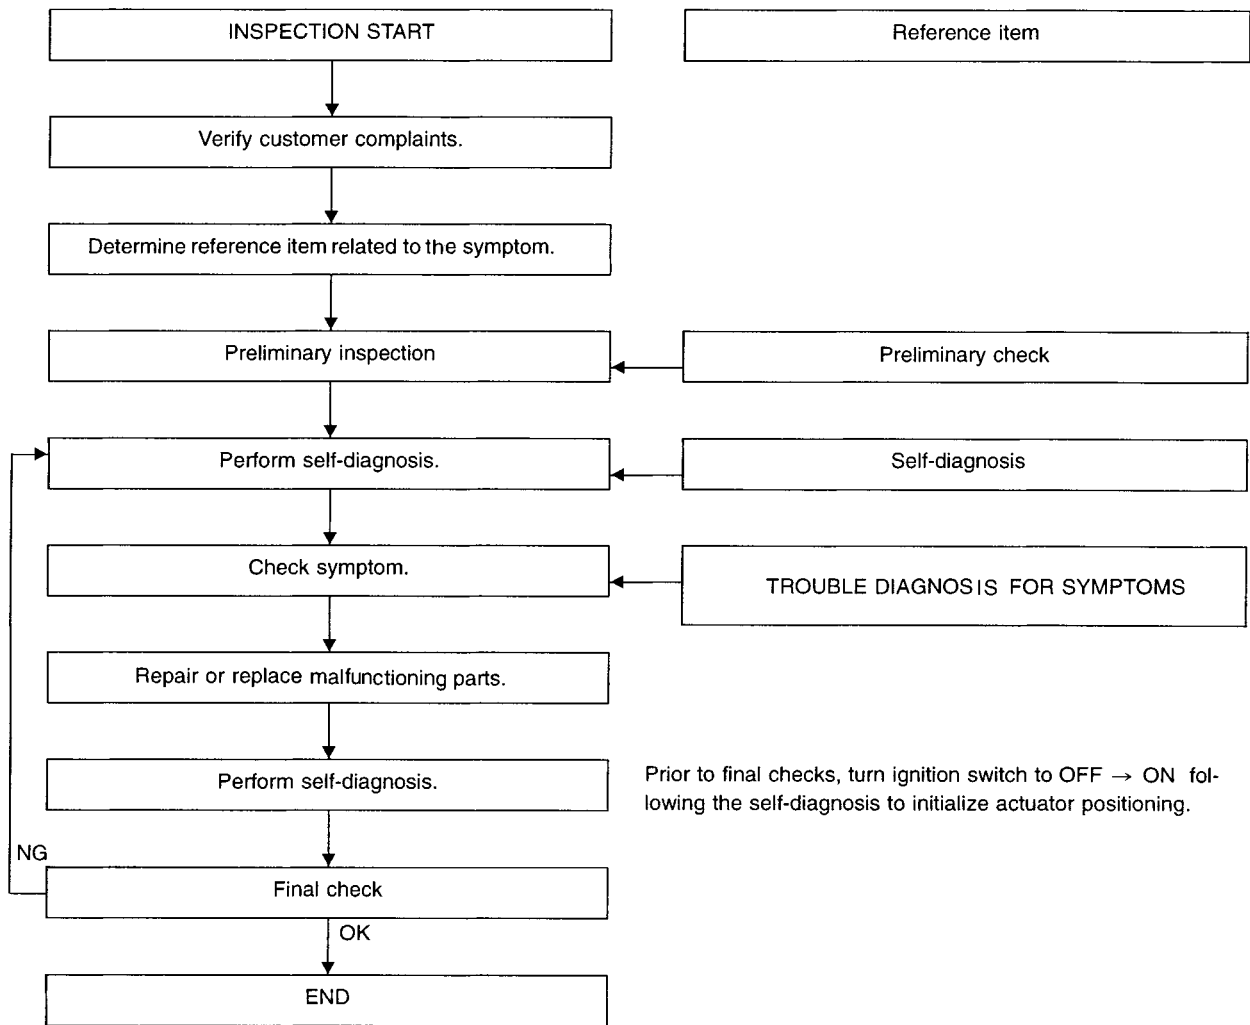 INSPECTION START
Reference item
Verify customer complaints.
Determine reference item related to the symptom.
Preliminary inspection
Preliminary check
Perform self-diagnosis.
Self-diagnosis
Check symptom.
TROUBLE DIAGNOSIS FOR SYMPTOMS
Repair or replace malfunctioning parts.
Perform self-diagnosis.
Prior to final checks, turn ignition switch to OFF → ON fol-
lowing the self-diagnosis to initialize actuator positioning.
NG
Final check
OK
END